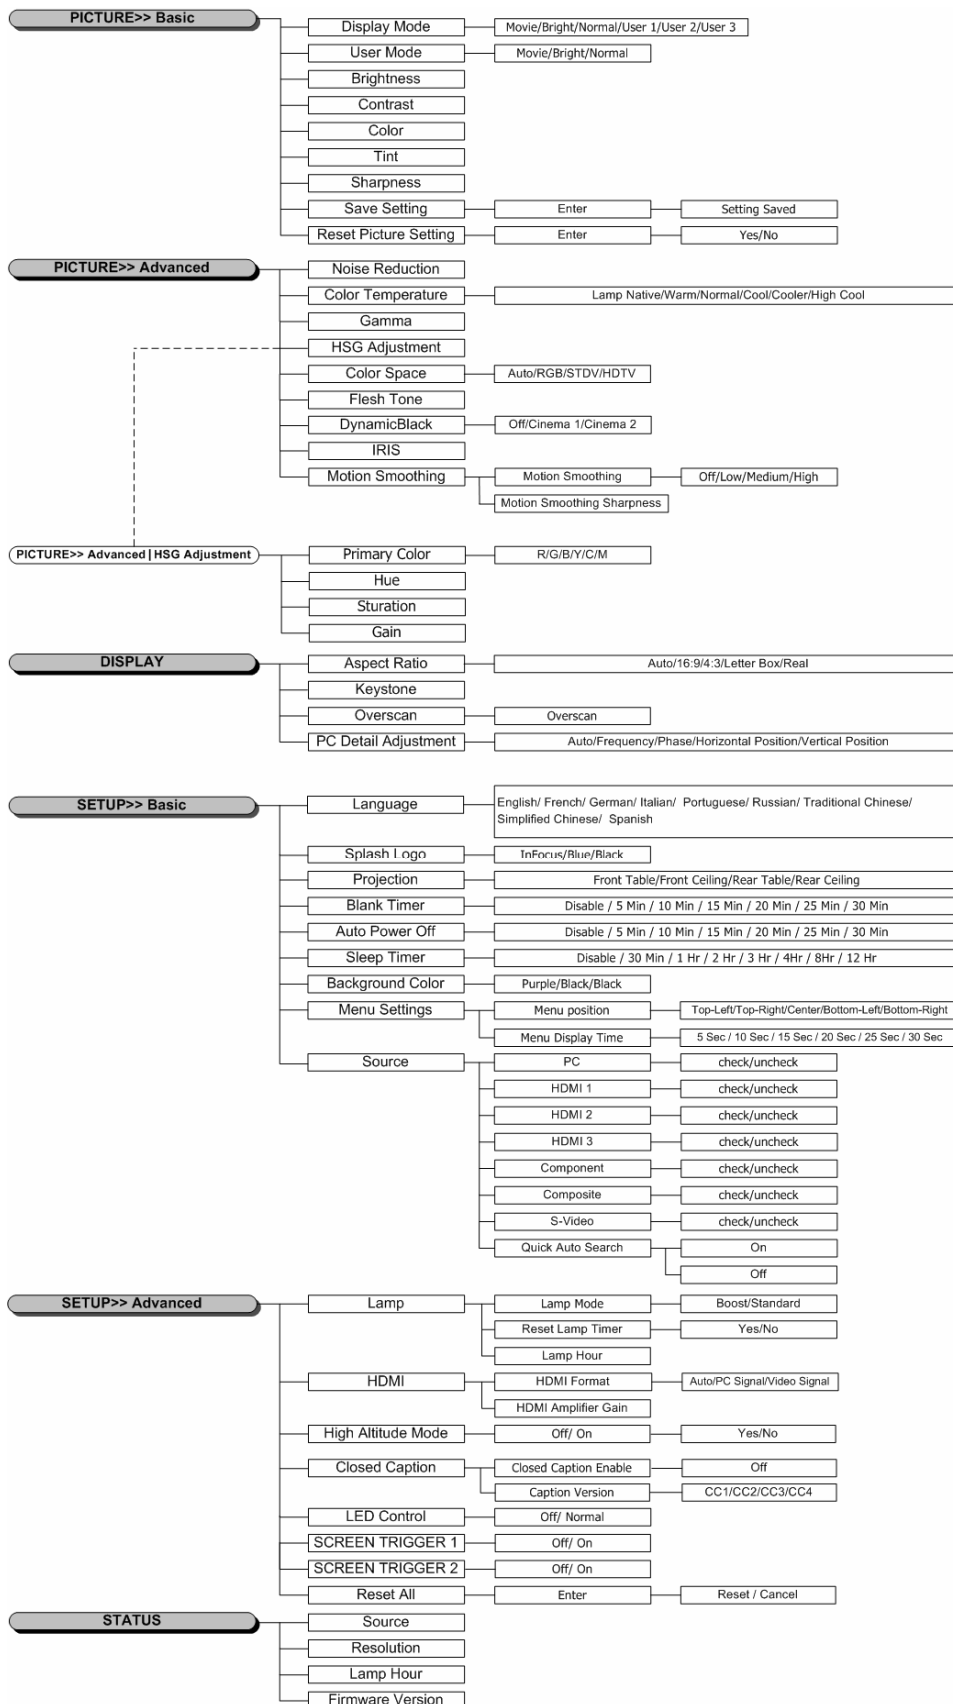 PICTURE>> Basic
Display Mode
Movie/Bright/Normal/User 1/User 2/User 3
User Mode
Movie/Bright/Normal
Brightness
Contrast
Color
Tint
Sharpness
Save Setting
Enter
Setting Saved
Reset Picture Setting
Enter
Yes/No
PICTURE>> Advanced
Noise Reduction
Color Temperature
Lamp Native/Warm/Normal/Cool/Cooler/High Cool
Gamma
HSG Adjustment
Color Space
Auto/RGB/STDV/HDTV
Flesh Tone
DynamicBlack
Off/Cinema 1/Cinema 2
IRIS
Motion Smoothing
Motion Smoothing
Off/Low/Medium/High
Motion Smoothing Sharpness
PICTURE>> Advanced|HSG Adjustment
Primary Color
R/G/B/Y/C/M
Hue
Sturation
Gain
DISPLAY
Aspect Ratio
Auto/16:9/4:3/Letter Box/Real
Keystone
Overscan
Overscan
PC Detail Adjustment
Auto/Frequency/Phase/Horizontal Position/Vertical Position
SETUP>> Basic
Language
English/ French/ German/ Italian/ Portuguese/ Russian/ Traditional Chinese/
Simplified Chinese/ Spanish
Splash Logo
InFocus/Blue/Black
Projection
Front Table/Front Ceiling/Rear Table/Rear Ceiling
Blank Timer
Disable / 5 Min / 10 Min / 15 Min / 20 Min / 25 Min / 30 Min
Auto Power Off
Disable / 5 Min / 10 Min / 15 Min / 20 Min / 25 Min / 30 Min
Sleep Timer
Disable / 30 Min / 1 Hr / 2 Hr / 3 Hr / 4Hr / 8Hr / 12 Hr
Background Color
Purple/Black/Black
Menu Settings
Menu position
Top-Left/Top-Right/Center/Bottom-Left/Bottom-Right
Menu Display Time
5 Sec / 10 Sec / 15 Sec / 20 Sec / 25 Sec / 30 Sec
Source
PC
check/uncheck
HDMI 1
check/uncheck
HDMI 2
check/uncheck
HDMI 3
check/uncheck
Component
check/uncheck
Composite
check/uncheck
S-Video
check/uncheck
Quick Auto Search
On
Off
SETUP>> Advanced
Lamp
Lamp Mode
Boost/Standard
Reset Lamp Timer
Yes/No
Lamp Hour
HDMI
HDMI Format
Auto/PC Signal/Video Signal
HDMI Amplifier Gain
High Altitude Mode
Off/ On
Yes/No
Closed Caption
Closed Caption Enable
Off
Caption Version
CC1/CC2/CC3/CC4
LED Control
Off/ Normal
SCREEN TRIGGER 1
Off/ On
SCREEN TRIGGER 2
Off/ On
Reset All
Enter
Reset / Cancel
STATUS
Source
Resolution
Lamp Hour
Firmware Version